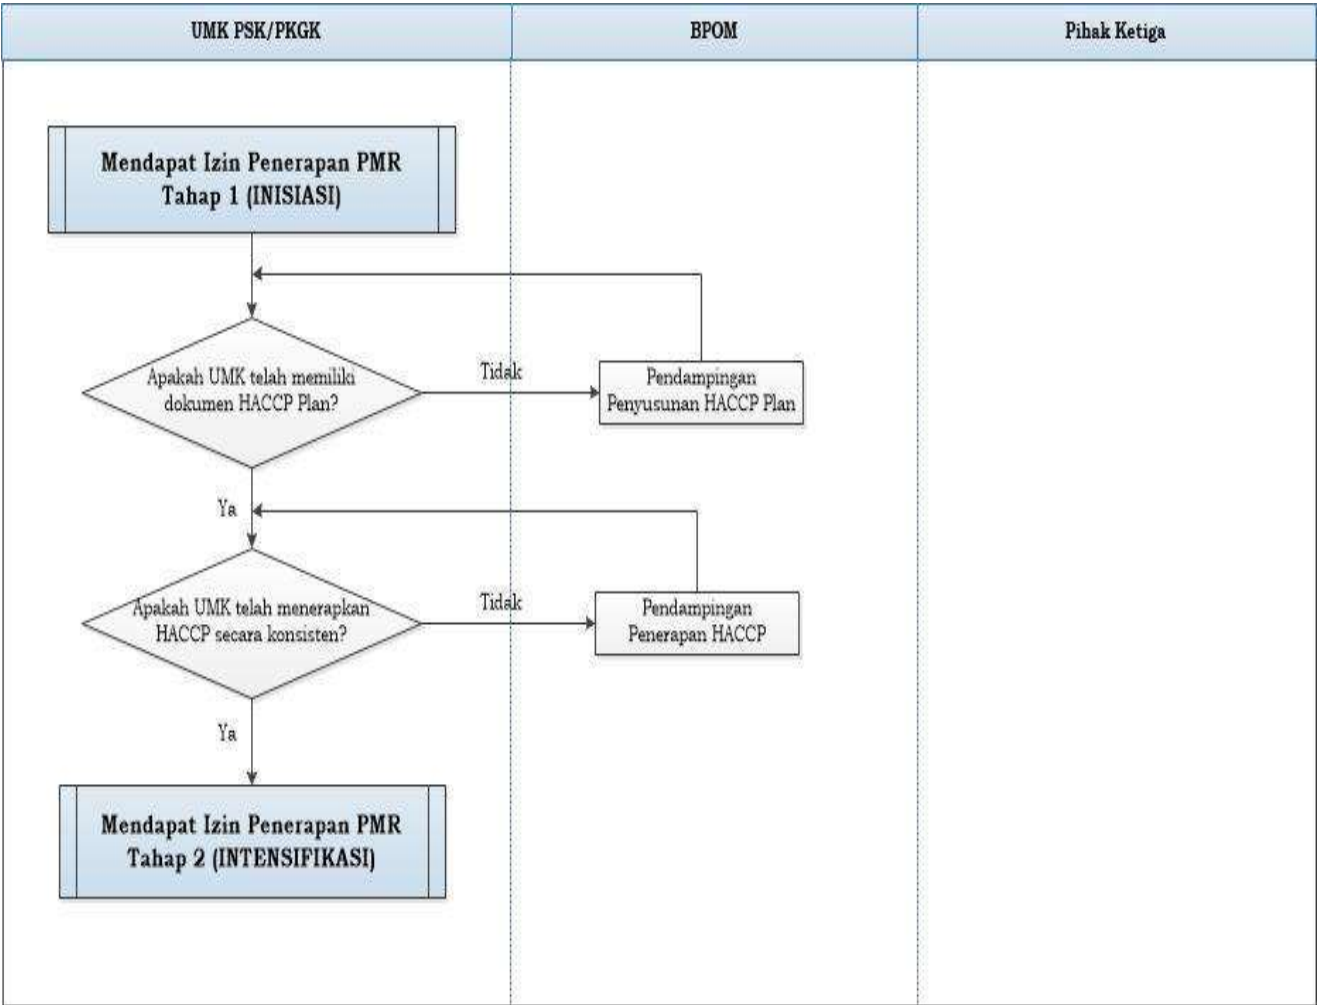 UMK PSK/PKGK
BPOM
Pihak Ketiga
Mendapat Izin Penerapan PMR
Tahap 1 (INISIASI)
Apakah UMK telah memiliki
dokumen HACCP Plan?
Tidak
Pendampingan
Penyusunan HACCP Plan
Ya
Apakah UMK telah menerapkan
HACCP secara konsisten?
Tidak
Pendampingan
Penerapan HACCP
Ya
Mendapat Izin Penerapan PMR
Tahap 2 (INTENSIFIKASI)